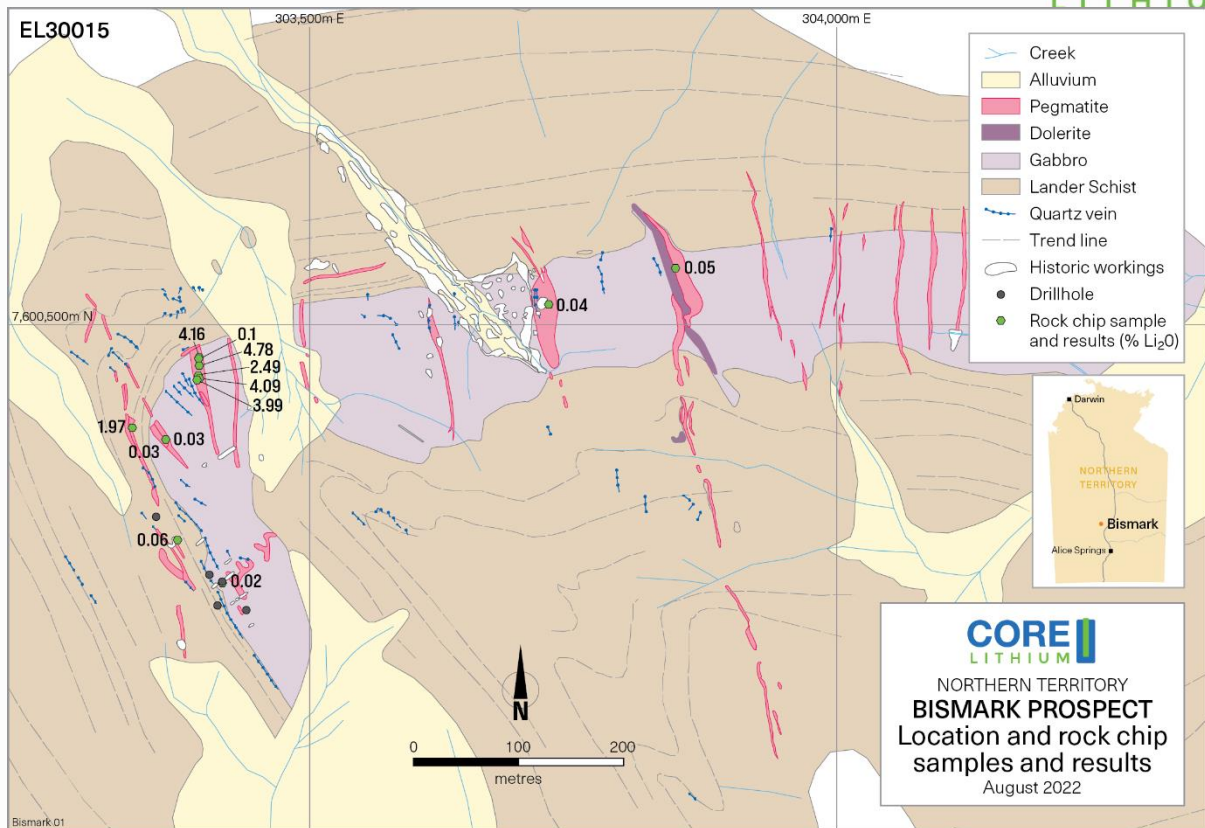 LITHIU
EL30015
303,500m E
304,000m E
Creek
Alluvium
Pegmatite
Dolerite
Gabbro
Lander Schist
Quartz vein
Trend line
Historic workings
Drillhole
Rock chip sample
and results (% Li₂0)
7,600,500m N
0.05
0.04
4.16
0.1
4.78
2.49
4.09
3.99
1.97
0.03
0.03
0.06
0.02
Darwin
NORTHERN
TERRITORY
Bismark
Alice Springs
N
0 100 200
metres
CORE
LITHIUM
NORTHERN TERRITORY
BISMARK PROSPECT
Location and rock chip
samples and results
August 2022
Bismark 01